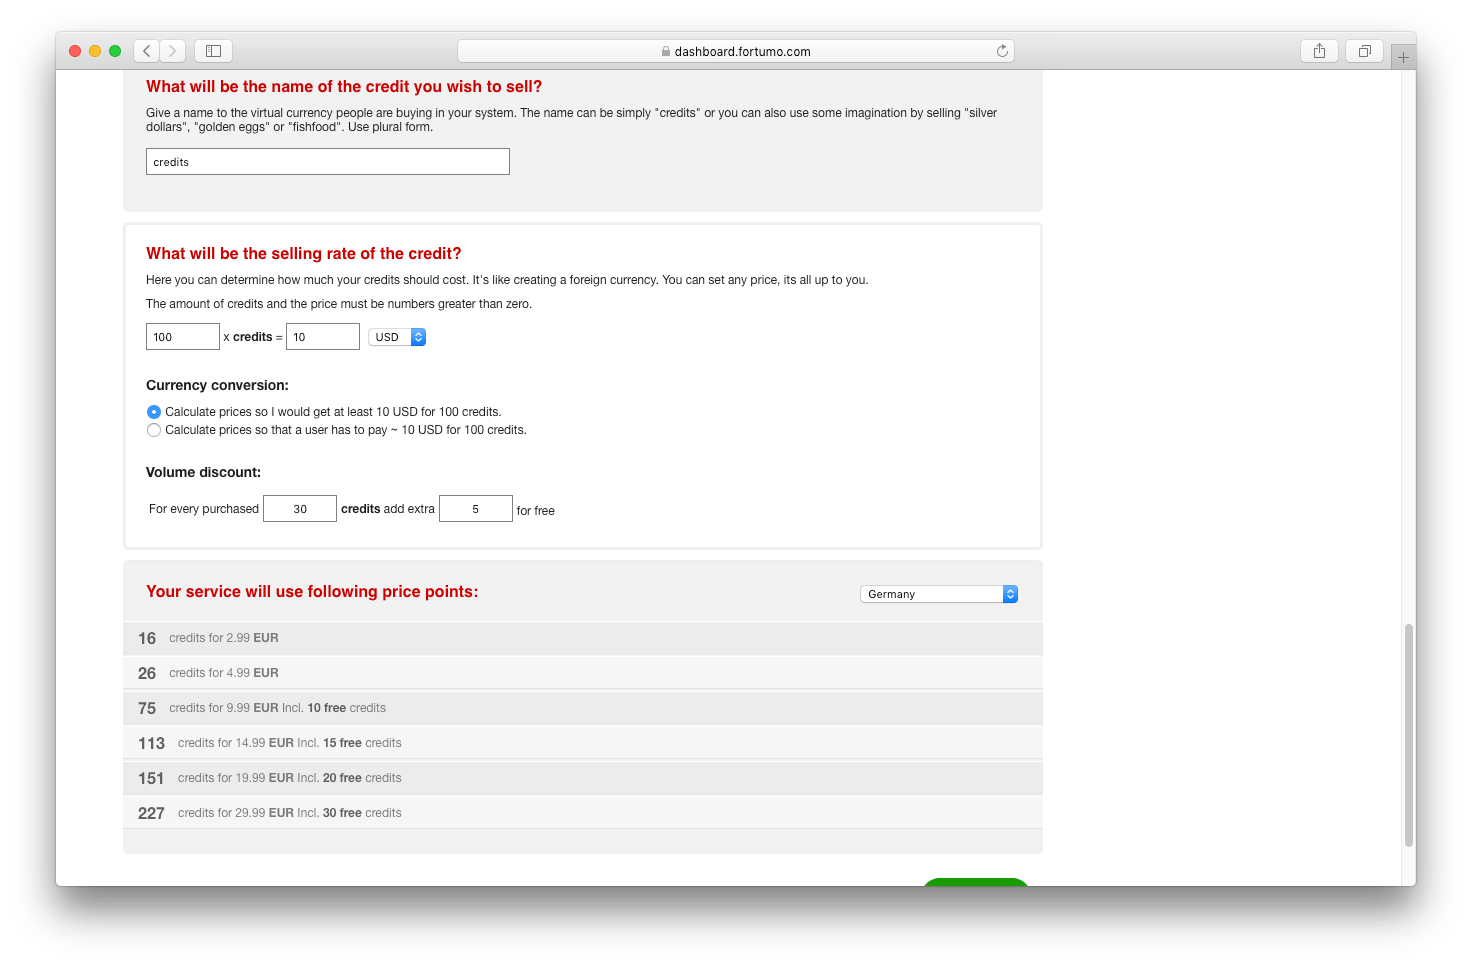 dashboard.fortumo.com
What will be the name of the credit you wish to sell?
Give a name to the virtual currency people are buying in your system. The name can be simply "credits" or you can also use some imagination by selling "silver
dollars", "golden eggs" or "fishfood". Use plural form.
credits
What will be the selling rate of the credit?
Here you can determine how much your credits should cost. It's like creating a foreign currency. You can set any price, its all up to you.
The amount of credits and the price must be numbers greater than zero.
100 x credits = 10 USD
Currency conversion:
Calculate prices so I would get at least 10 USD for 100 credits.
Calculate prices so that a user has to pay ~ 10 USD for 100 credits.
Volume discount:
For every purchased 30 credits add extra 5 for free
Your service will use following price points: Germany
16 credits for 2.99 EUR
26 credits for 4.99 EUR
75 credits for 9.99 EUR Incl. 10 free credits
113 credits for 14.99 EUR Incl. 15 free credits
151 credits for 19.99 EUR Incl. 20 free credits
227 credits for 29.99 EUR Incl. 30 free credits